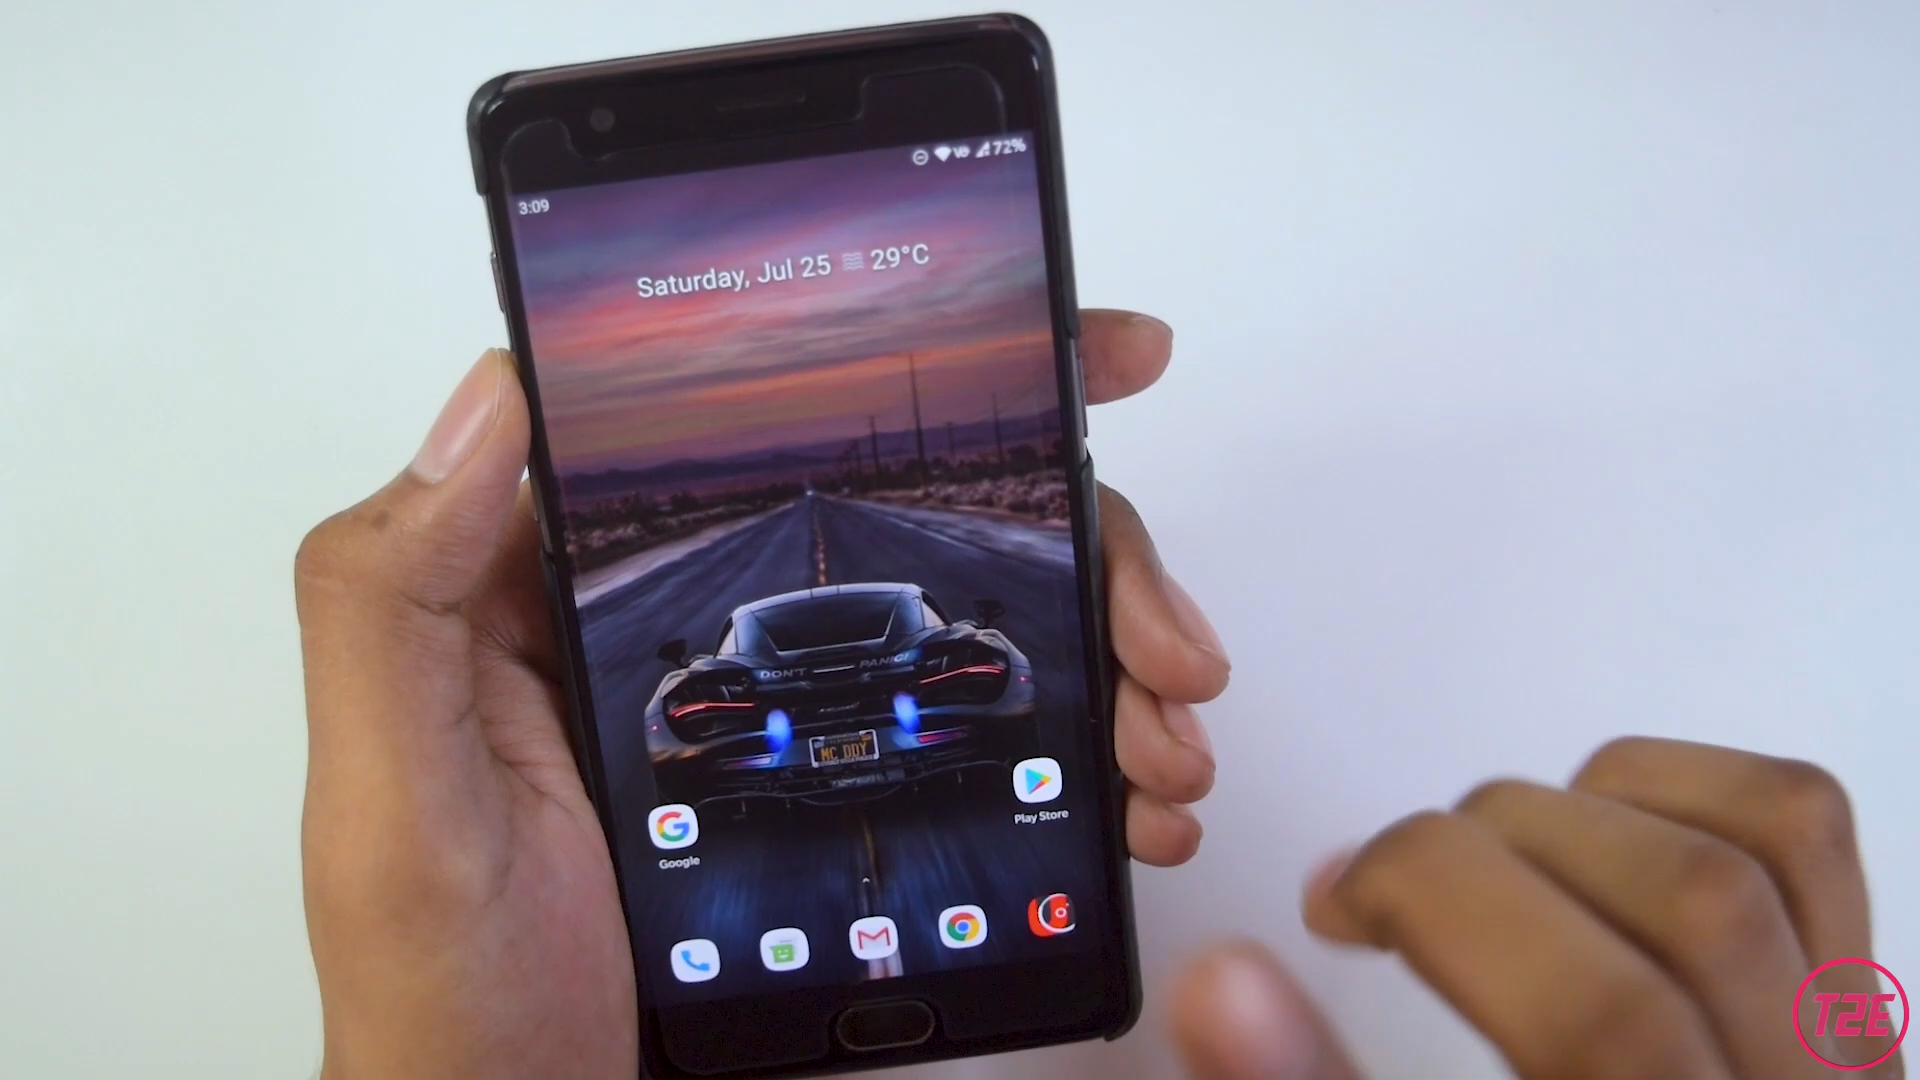 72%
3:09
Saturday, Jul 25 29°C
DON'T PANIC!
MC DDY
Play Store
Google
T2E